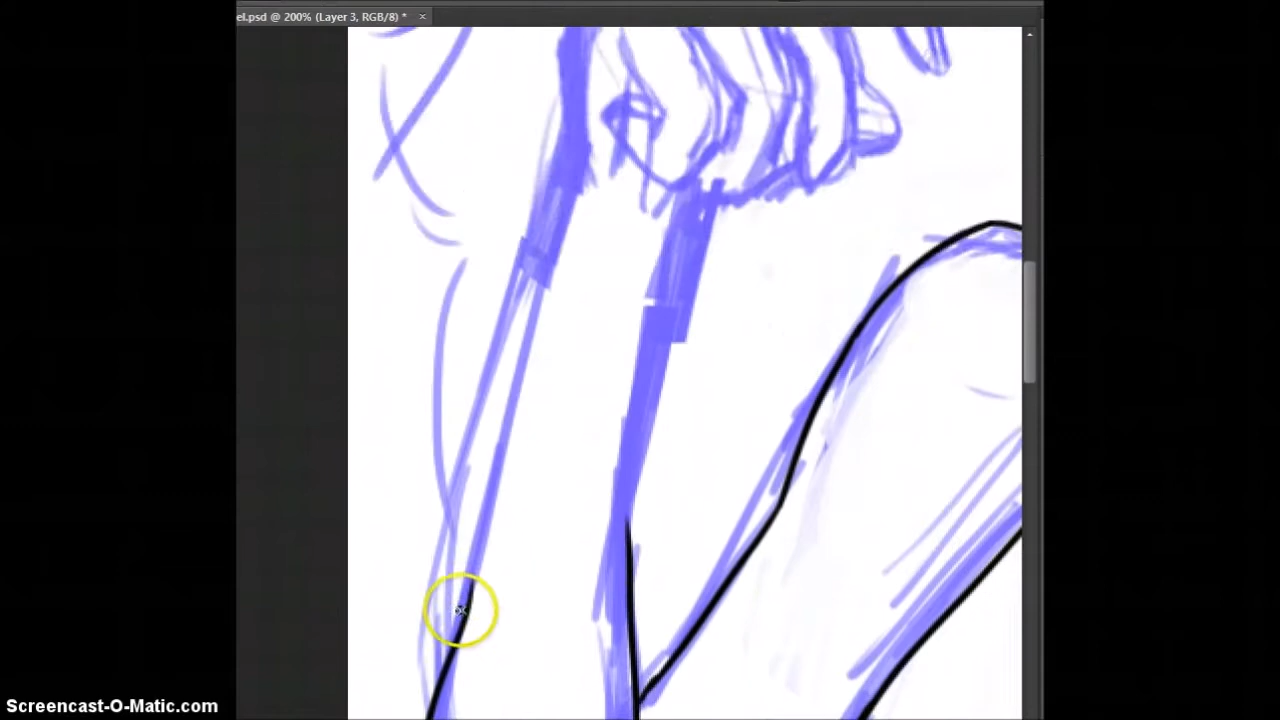 el.psd @ 200% (Layer 3, RGB/8) *
Screencast-O-Matic.com